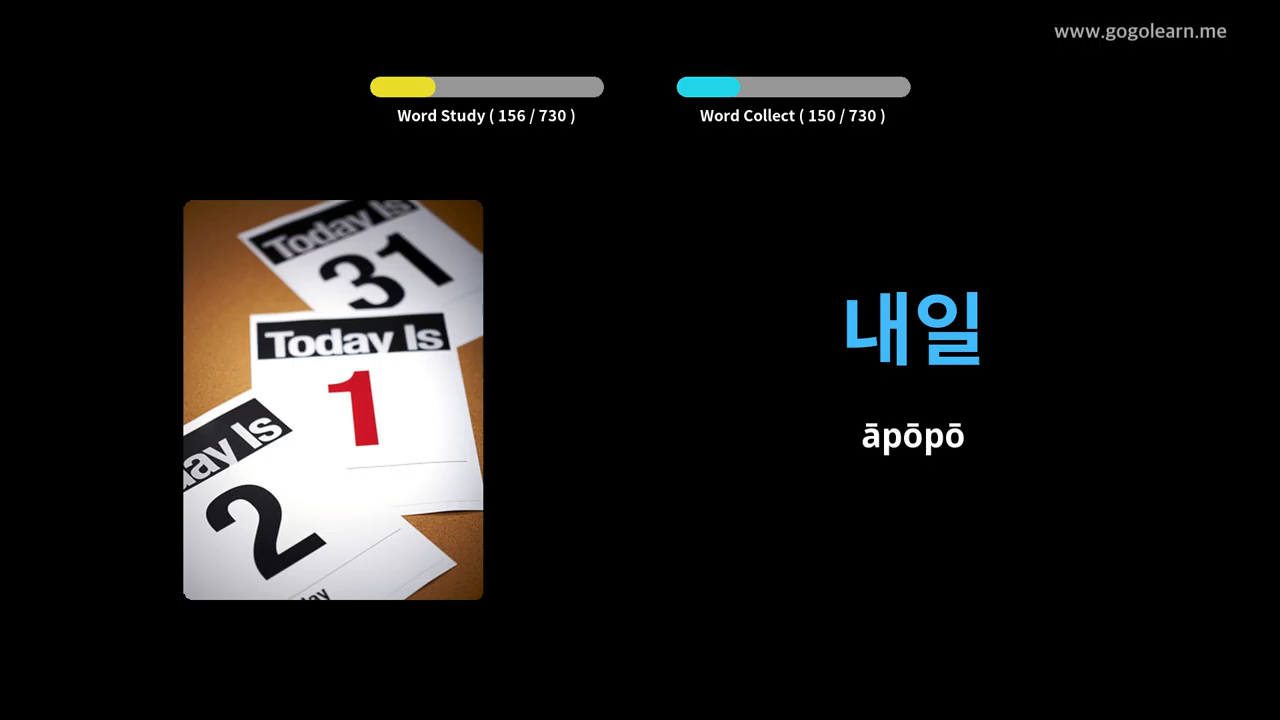 www.gogolearn.me
Word Study ( 156 / 730 )
Word Collect ( 150 / 730 )
Today Is
31
Today Is
1
day Is
2
내일
āpōpō